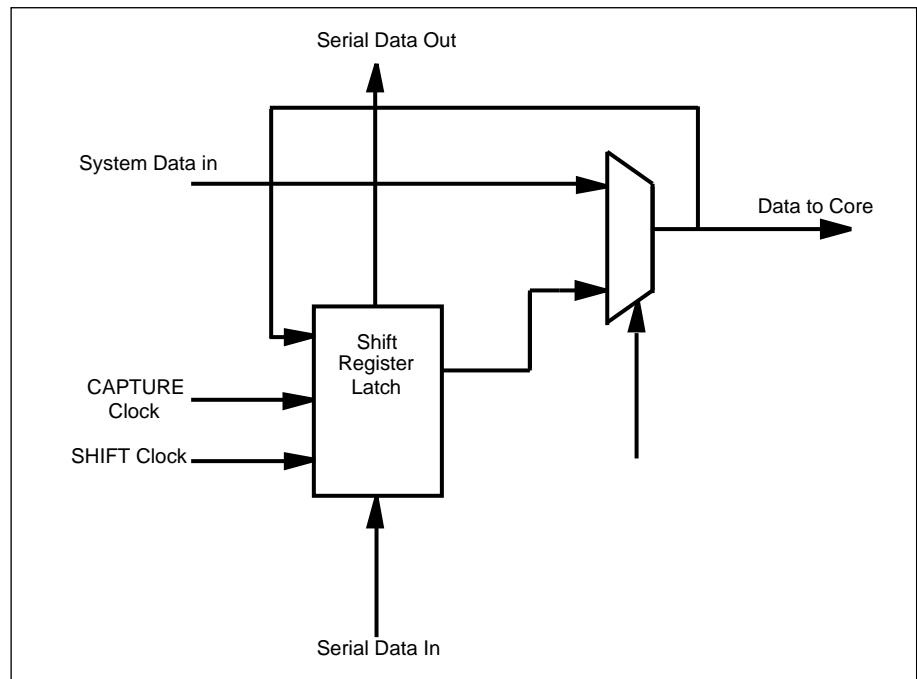 Serial Data Out
System Data in
Data to Core
Shift
Register
Latch
CAPTURE
Clock
SHIFT Clock
Serial Data In